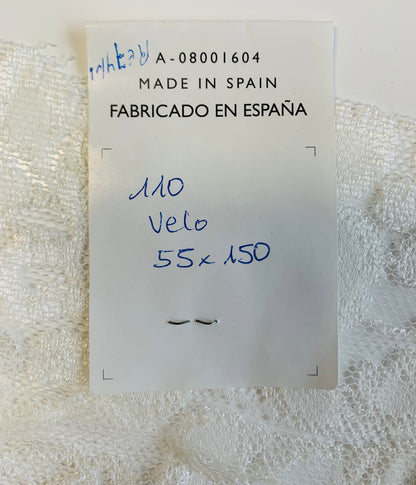 A-08001604
MADE IN SPAIN
FABRICADO EN ESPAÑA
110
Velo
55x150